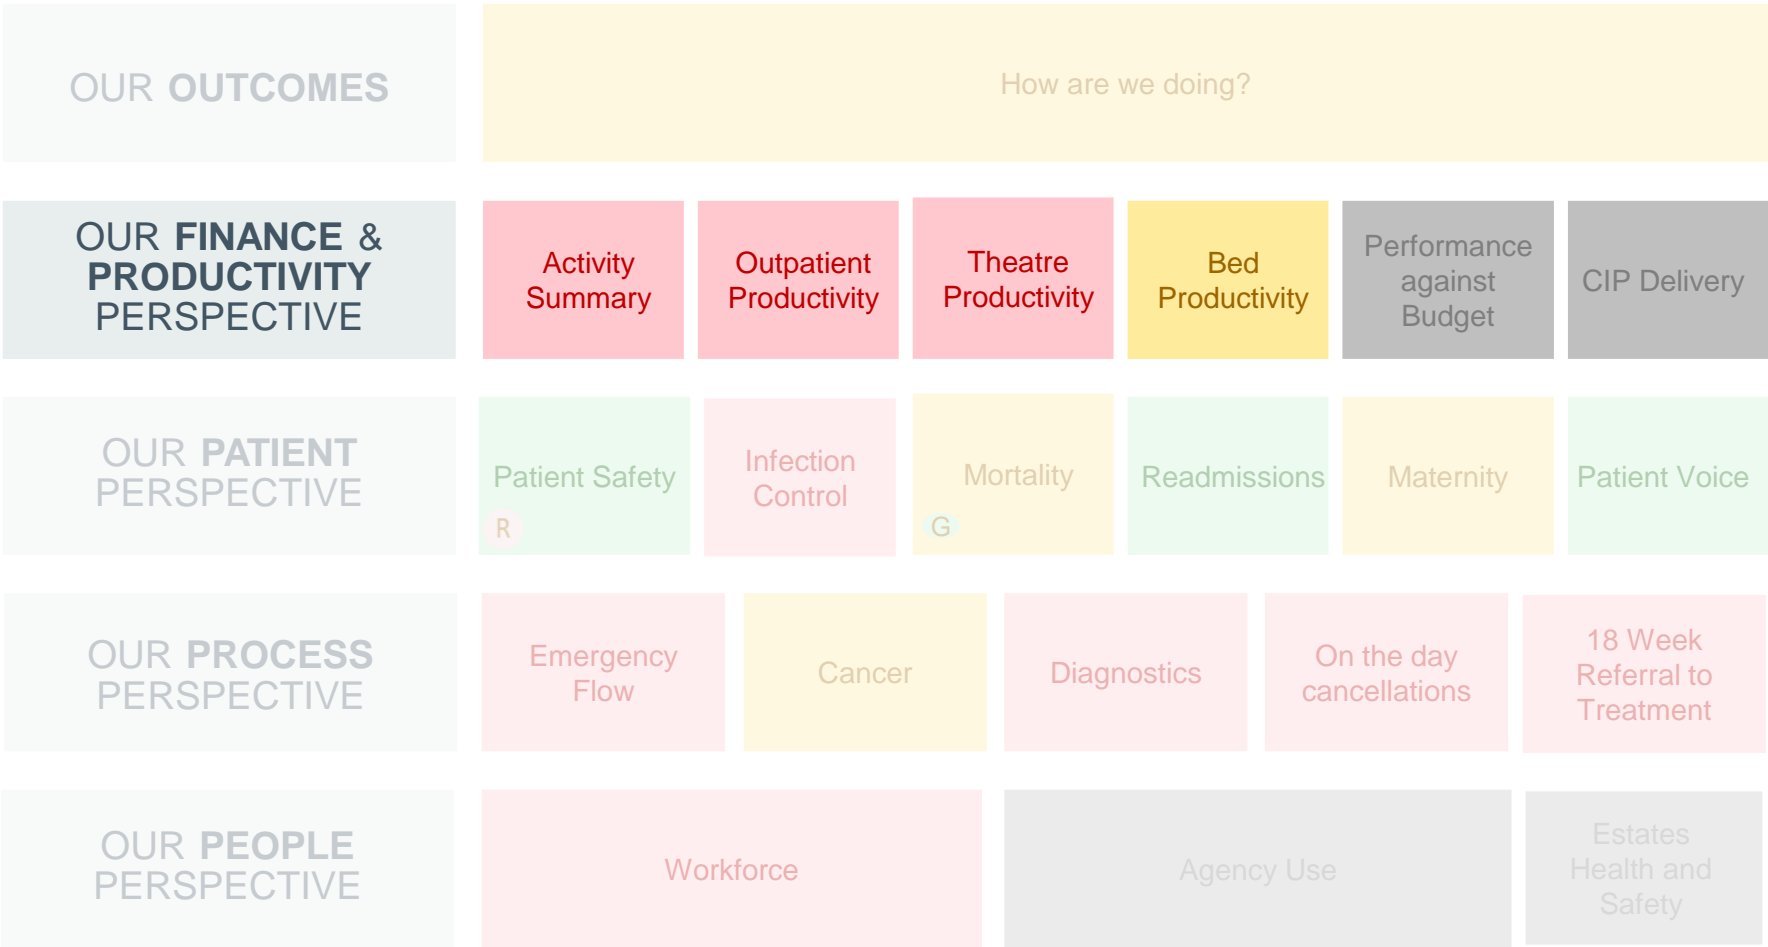 OUR OUTCOMES
How are we doing?
OUR FINANCE &
PRODUCTIVITY
PERSPECTIVE
Activity
Summary
Outpatient
Productivity
Theatre
Productivity
Bed
Productivity
Performance
against
Budget
CIP Delivery
OUR PATIENT
PERSPECTIVE
Patient Safety
R
Infection
Control
Mortality
G
Readmissions
Maternity
Patient Voice
OUR PROCESS
PERSPECTIVE
Emergency
Flow
Cancer
Diagnostics
On the day
cancellations
18 Week
Referral to
Treatment
OUR PEOPLE
PERSPECTIVE
Workforce
Agency Use
Estates
Health and
Safety